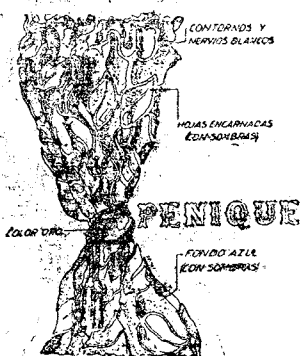 CONTORNOS Y
NERVIOS BLANCOS
HOJAS ENCARNADAS
(CON SOMBRAS)
PENIQUE
COLOR ORO
FONDO AZUL
(CON SOMBRAS)